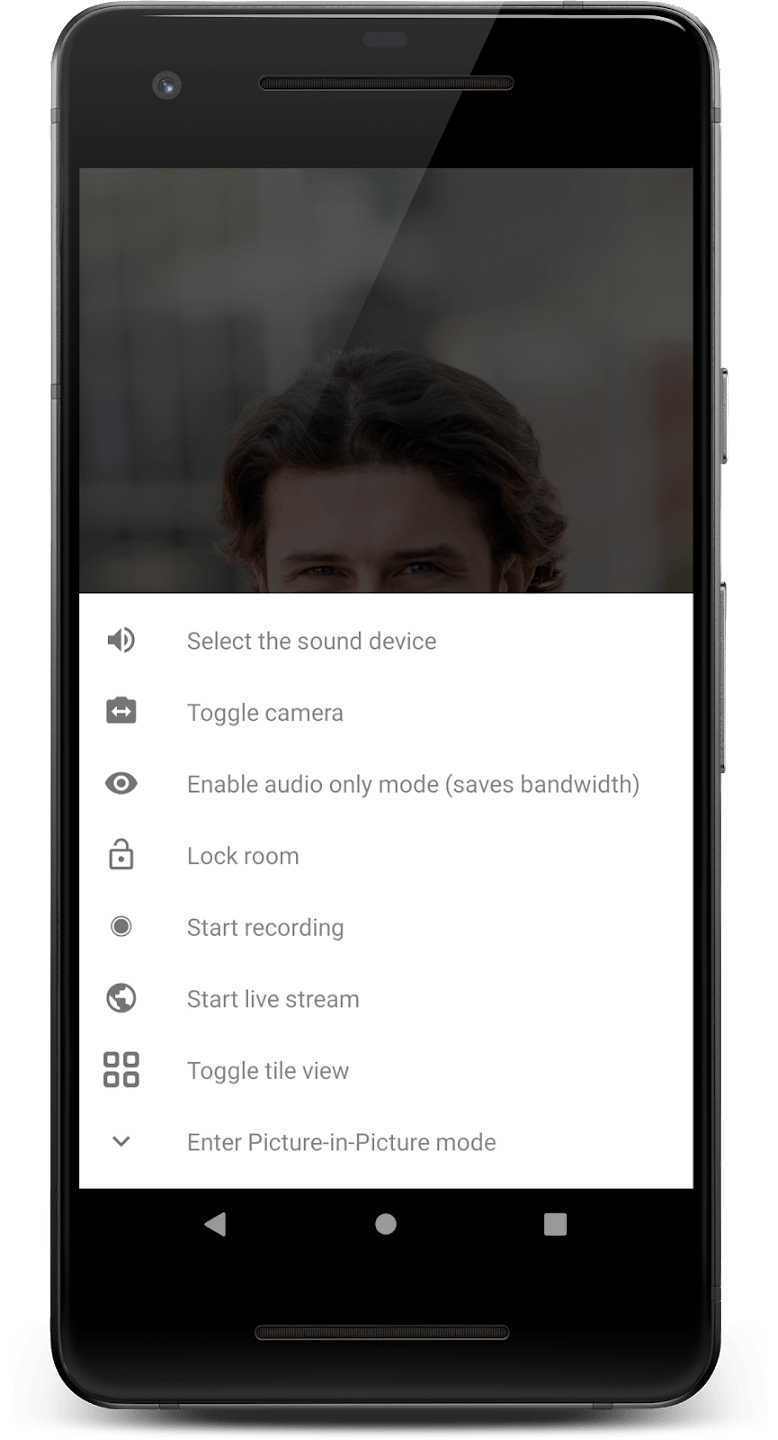 Select the sound device
Toggle camera
Enable audio only mode (saves bandwidth)
Lock room
Start recording
Start live stream
Toggle tile view
Enter Picture-in-Picture mode